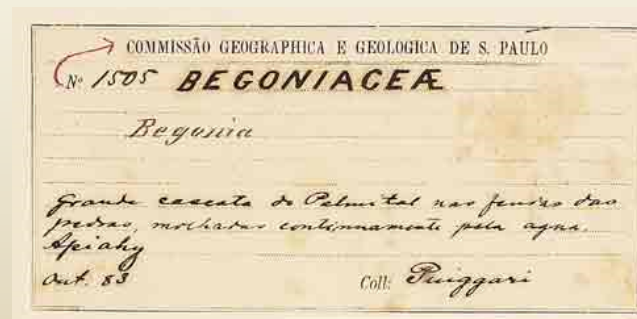 COMMISSÃO GEOGRAPHICA E GEOLOGICA DE S. PAULO
Nº 1505 BEGONIACEÆ
Begonia
Grande cascata do Palmital nas fendas das
pedras, molhadas continuamente pela agua.
Apiahy
Out. 83 Coll: Puiggari